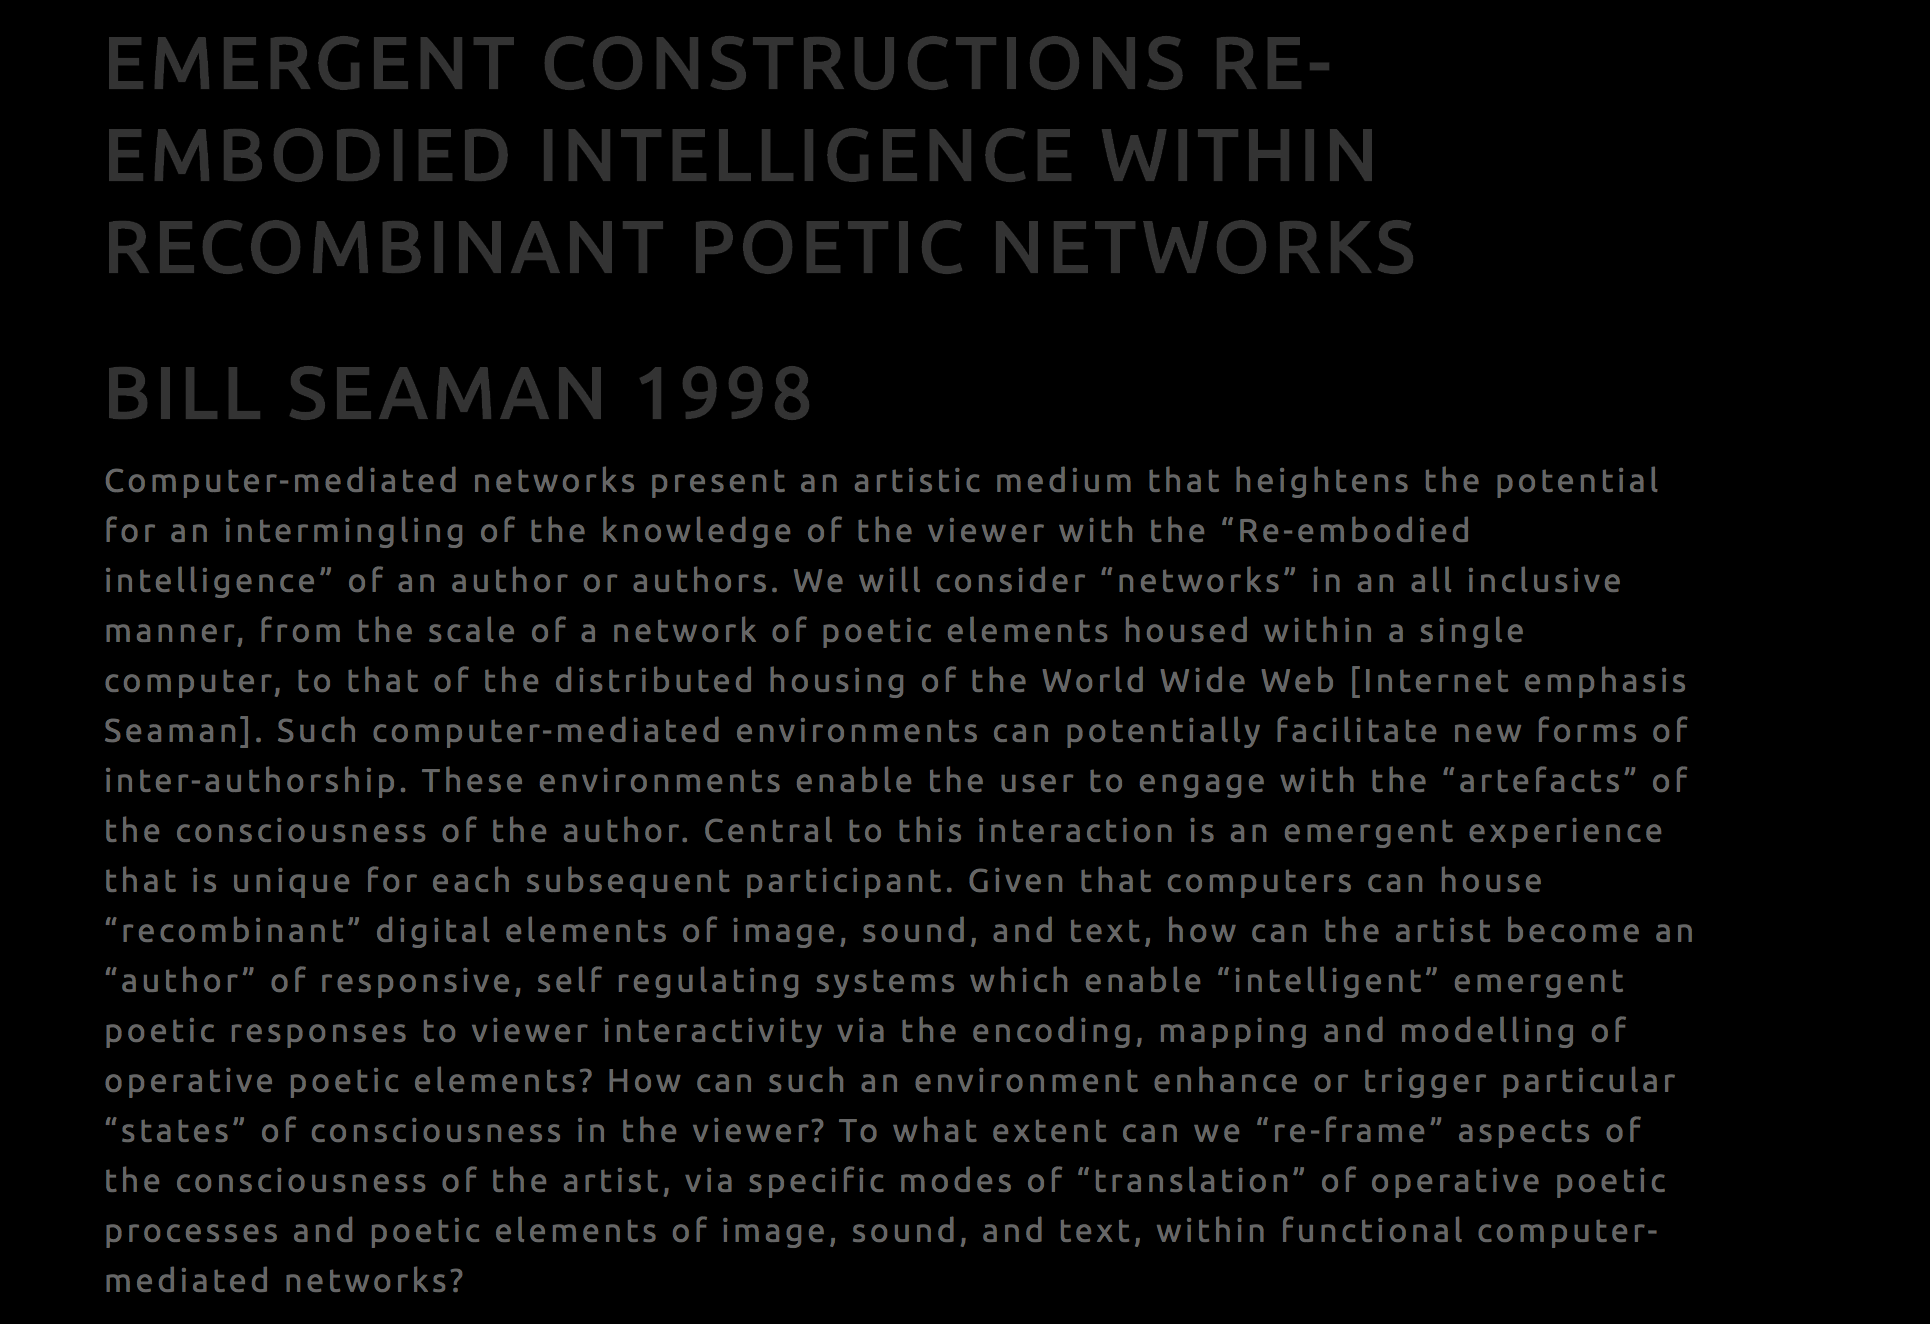 EMERGENT CONSTRUCTIONS RE-
EMBODIED INTELLIGENCE WITHIN
RECOMBINANT POETIC NETWORKS
BILL SEAMAN 1998
Computer-mediated networks present an artistic medium that heightens the potential
for an intermingling of the knowledge of the viewer with the “Re-embodied
intelligence” of an author or authors. We will consider “networks” in an all inclusive
manner, from the scale of a network of poetic elements housed within a single
computer, to that of the distributed housing of the World Wide Web [Internet emphasis
Seaman]. Such computer-mediated environments can potentially facilitate new forms of
inter-authorship. These environments enable the user to engage with the “artefacts” of
the consciousness of the author. Central to this interaction is an emergent experience
that is unique for each subsequent participant. Given that computers can house
“recombinant” digital elements of image, sound, and text, how can the artist become an
“author” of responsive, self regulating systems which enable “intelligent” emergent
poetic responses to viewer interactivity via the encoding, mapping and modelling of
operative poetic elements? How can such an environment enhance or trigger particular
“states” of consciousness in the viewer? To what extent can we “re-frame” aspects of
the consciousness of the artist, via specific modes of “translation” of operative poetic
processes and poetic elements of image, sound, and text, within functional computer-
mediated networks?